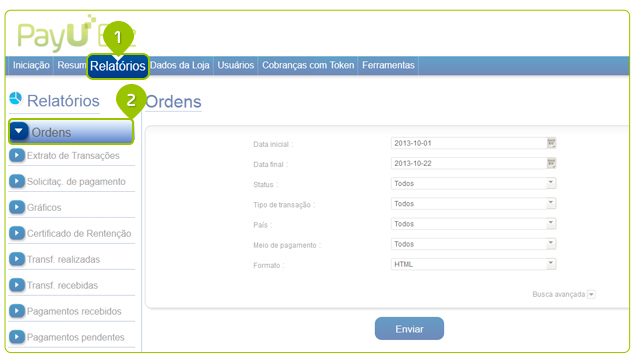 PayU
1
Iniciação Resum Relatórios Dados da Loja Usuários Cobranças com Token Ferramentas
Relatórios
2
Ordens
Ordens
Extrato de Transações
Solicitaç. de pagamento
Gráficos
Certificado de Rentenção
Transf. realizadas
Transf. recebidas
Pagamentos recebidos
Pagamentos pendentes
Data inicial : 2013-10-01
Data final : 2013-10-22
Status : Todos
Tipo de transação : Todos
País : Todos
Meio de pagamento : Todos
Formato : HTML
Busca avançada
Enviar